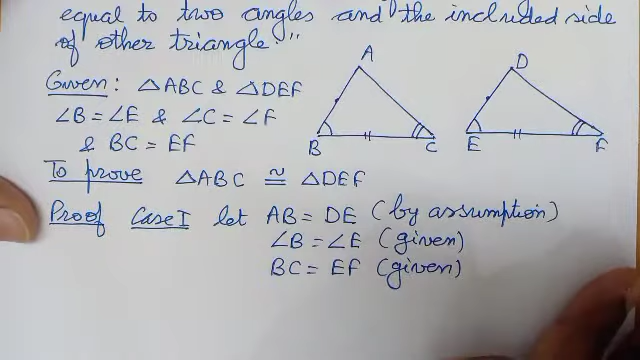 equal to two angles and the included side
of other triangle."
Given: △ABC & △DEF
∠B = ∠E & ∠C = ∠F
& BC = EF
A
B
C
D
E
F
To prove △ABC ≅ △DEF
Proof Case I let AB = DE (by assumption)
∠B = ∠E (given)
BC = EF (given)